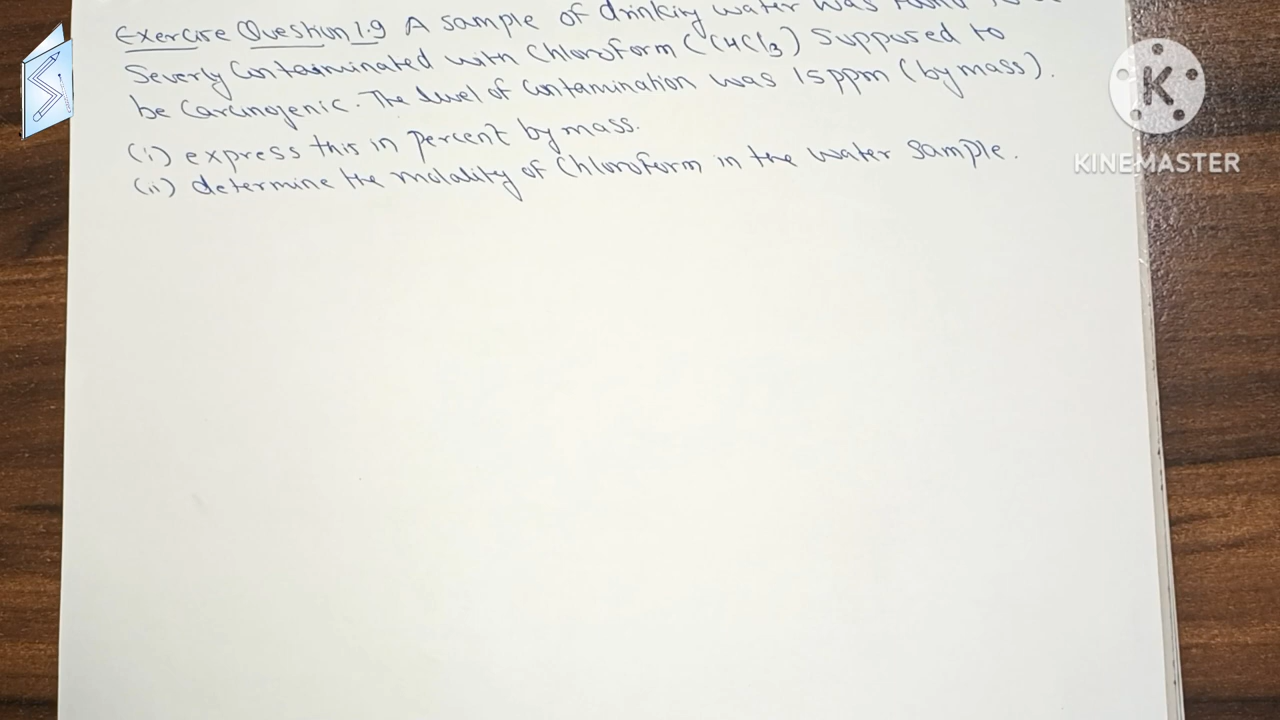 Exercise Question 1.9 A sample of drinking water was found
Severly Contaminated with Chloroform (CHCl3) Supposed to
be Carcinogenic. The level of Contamination was 15ppm (by mass).
(i) express this in percent by mass.
(ii) determine the molality of Chloroform in the water sample.
K
KINEMASTER